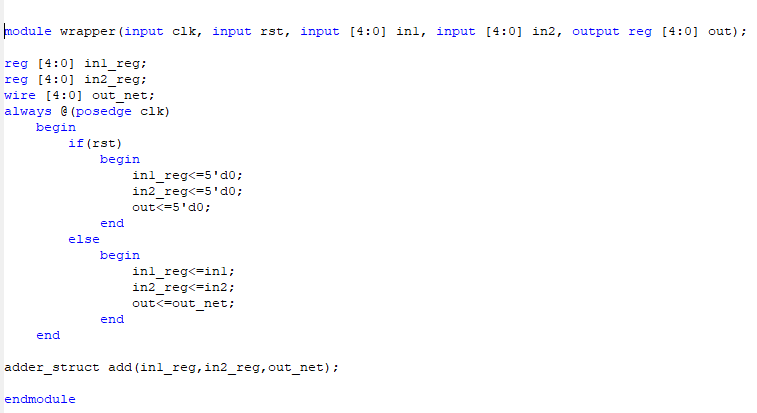 module wrapper(input clk, input rst, input [4:0] in1, input [4:0] in2, output reg [4:0] out);
reg [4:0] in1_reg;
reg [4:0] in2_reg;
wire [4:0] out_net;
always @(posedge clk)
begin
if(rst)
begin
in1_reg<=5'd0;
in2_reg<=5'd0;
out<=5'd0;
end
else
begin
in1_reg<=in1;
in2_reg<=in2;
out<=out_net;
end
end
adder_struct add(in1_reg,in2_reg,out_net);
endmodule